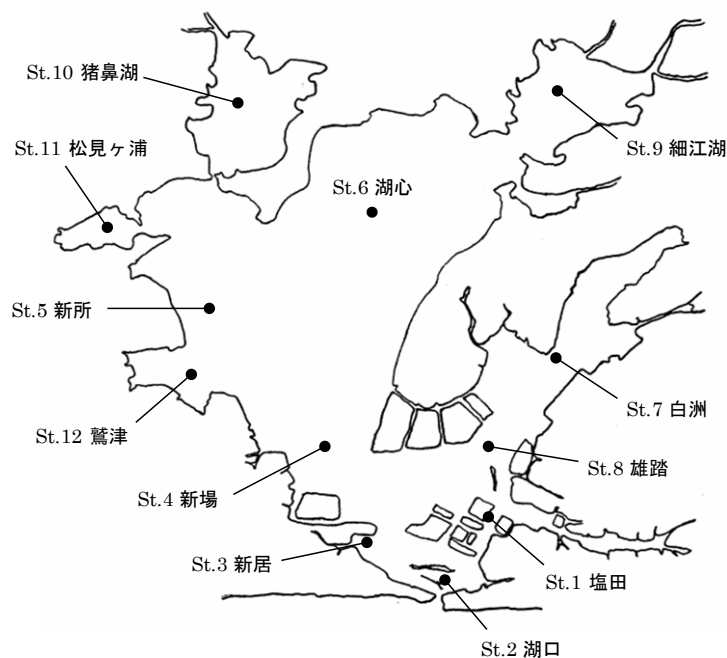 St.10 猪鼻湖
St.9 細江湖
St.11 松見ヶ浦
St.6 湖心
St.5 新所
St.7 白洲
St.12 鷲津
St.8 雄踏
St.4 新場
St.3 新居
St.1 塩田
St.2 湖口